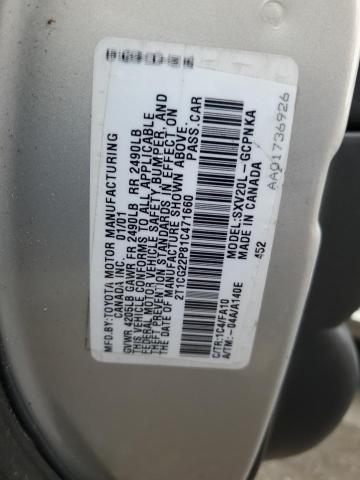 MFD.BY:TOYOTA MOTOR MANUFACTURING
CANADA INC. 01/01
GVWR 4205LB GAWR FR 2490LB RR 2490LB
THIS VEHICLE CONFORMS TO ALL APPLICABLE
FEDERAL MOTOR VEHICLE SAFETY, BUMPER, AND
THEFT PREVENTION STANDARDS IN EFFECT ON
THE DATE OF MANUFACTURE SHOWN ABOVE.
2T1CG22P81C471660 PASS.CAR
C/TR:1C4/FA10 MODEL:SXV20L-GCPNKA
A/TM:-04A/A140E MADE IN CANADA
452
AA01736926